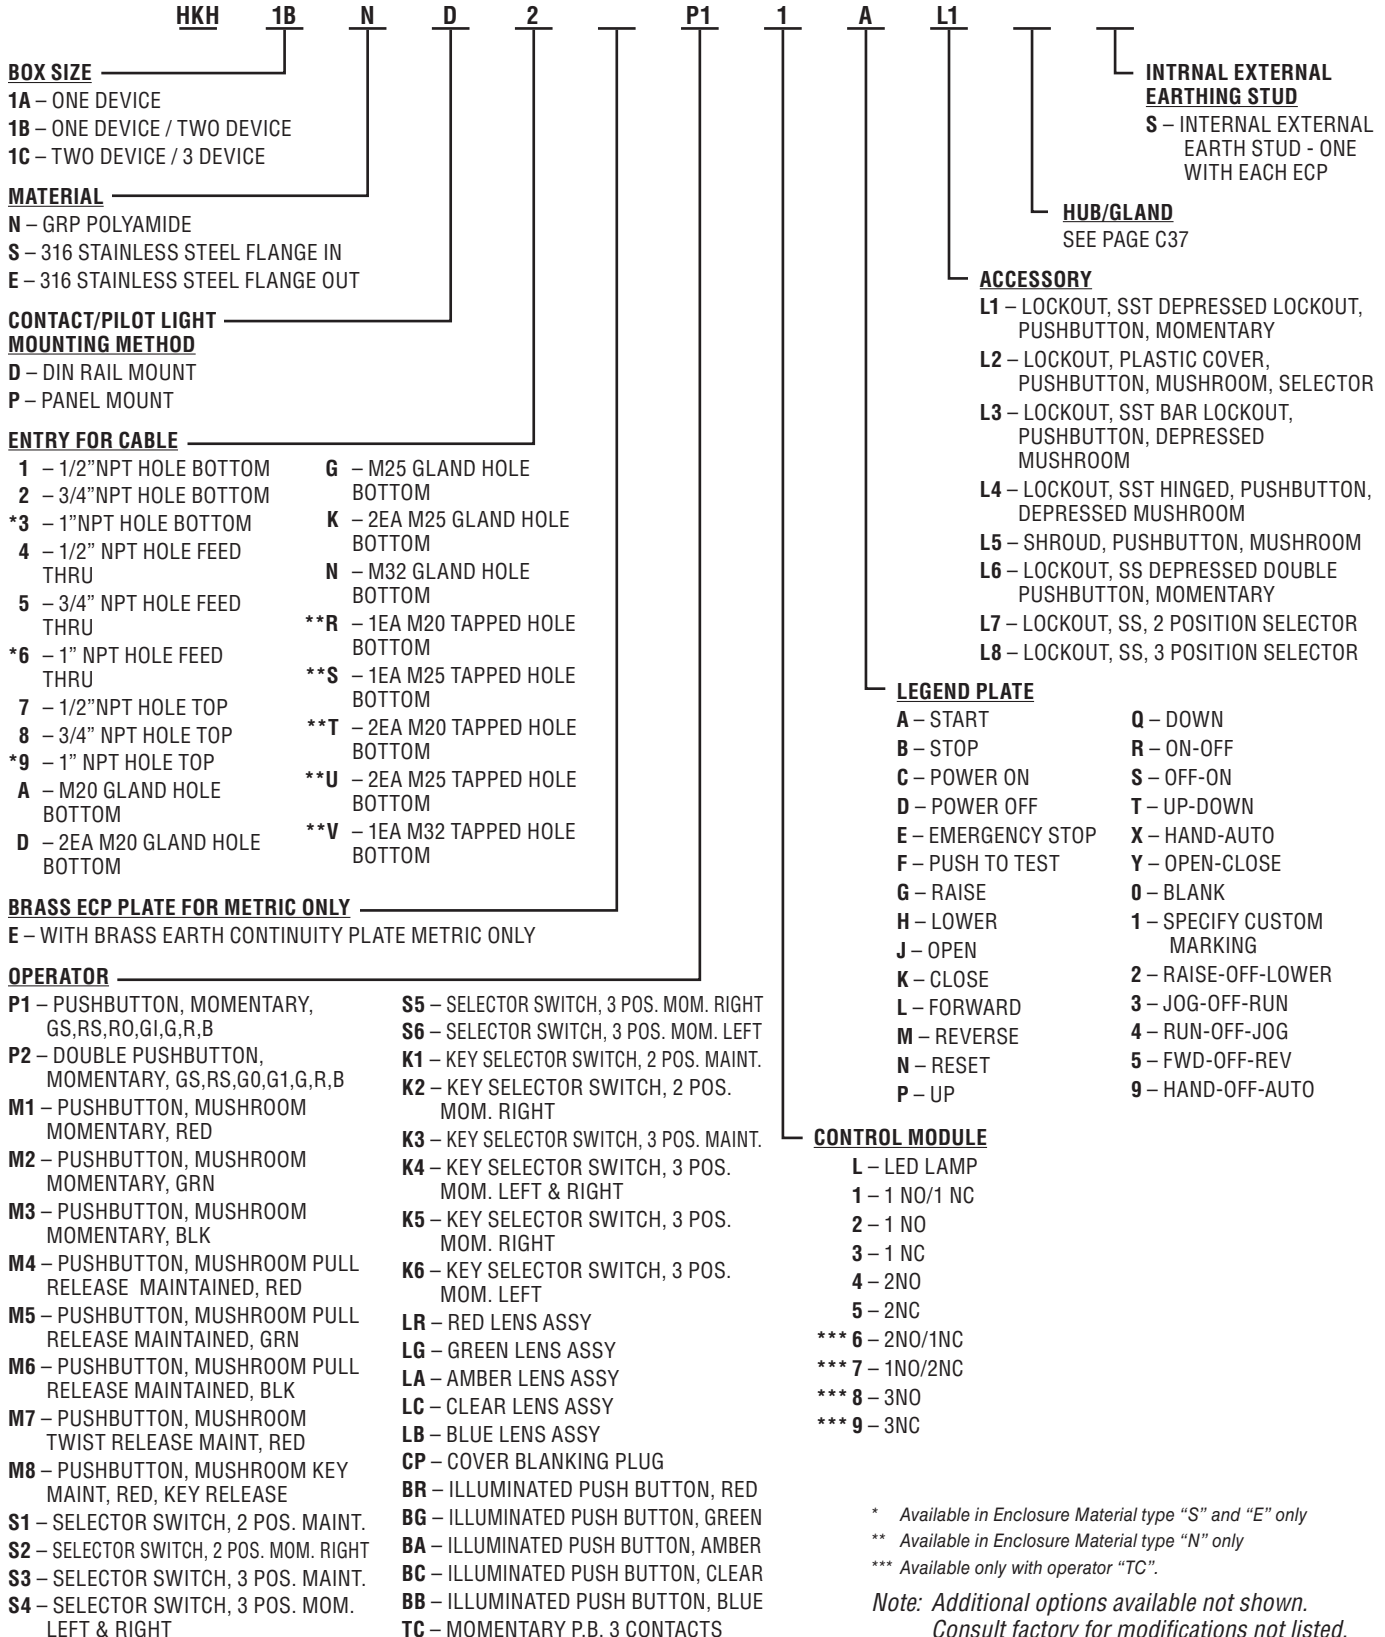 HKH 1B N D 2 P1 1 A L1
BOX SIZE
1A – ONE DEVICE
1B – ONE DEVICE / TWO DEVICE
1C – TWO DEVICE / 3 DEVICE
MATERIAL
N – GRP POLYAMIDE
S – 316 STAINLESS STEEL FLANGE IN
E – 316 STAINLESS STEEL FLANGE OUT
CONTACT/PILOT LIGHT
MOUNTING METHOD
D – DIN RAIL MOUNT
P – PANEL MOUNT
ENTRY FOR CABLE
1 – 1/2”NPT HOLE BOTTOM
2 – 3/4”NPT HOLE BOTTOM
*3 – 1”NPT HOLE BOTTOM
4 – 1/2” NPT HOLE FEED
THRU
5 – 3/4” NPT HOLE FEED
THRU
*6 – 1” NPT HOLE FEED
THRU
7 – 1/2”NPT HOLE TOP
8 – 3/4” NPT HOLE TOP
*9 – 1” NPT HOLE TOP
A – M20 GLAND HOLE
BOTTOM
D – 2EA M20 GLAND HOLE
BOTTOM
G – M25 GLAND HOLE
BOTTOM
K – 2EA M25 GLAND HOLE
BOTTOM
N – M32 GLAND HOLE
BOTTOM
**R – 1EA M20 TAPPED HOLE
BOTTOM
**S – 1EA M25 TAPPED HOLE
BOTTOM
**T – 2EA M20 TAPPED HOLE
BOTTOM
**U – 2EA M25 TAPPED HOLE
BOTTOM
**V – 1EA M32 TAPPED HOLE
BOTTOM
BRASS ECP PLATE FOR METRIC ONLY
E – WITH BRASS EARTH CONTINUITY PLATE METRIC ONLY
OPERATOR
P1 – PUSHBUTTON, MOMENTARY,
GS,RS,RO,GI,G,R,B
P2 – DOUBLE PUSHBUTTON,
MOMENTARY, GS,RS,G0,G1,G,R,B
M1 – PUSHBUTTON, MUSHROOM
MOMENTARY, RED
M2 – PUSHBUTTON, MUSHROOM
MOMENTARY, GRN
M3 – PUSHBUTTON, MUSHROOM
MOMENTARY, BLK
M4 – PUSHBUTTON, MUSHROOM PULL
RELEASE MAINTAINED, RED
M5 – PUSHBUTTON, MUSHROOM PULL
RELEASE MAINTAINED, GRN
M6 – PUSHBUTTON, MUSHROOM PULL
RELEASE MAINTAINED, BLK
M7 – PUSHBUTTON, MUSHROOM
TWIST RELEASE MAINT, RED
M8 – PUSHBUTTON, MUSHROOM KEY
MAINT, RED, KEY RELEASE
S1 – SELECTOR SWITCH, 2 POS. MAINT.
S2 – SELECTOR SWITCH, 2 POS. MOM. RIGHT
S3 – SELECTOR SWITCH, 3 POS. MAINT.
S4 – SELECTOR SWITCH, 3 POS. MOM.
LEFT & RIGHT
S5 – SELECTOR SWITCH, 3 POS. MOM. RIGHT
S6 – SELECTOR SWITCH, 3 POS. MOM. LEFT
K1 – KEY SELECTOR SWITCH, 2 POS. MAINT.
K2 – KEY SELECTOR SWITCH, 2 POS.
MOM. RIGHT
K3 – KEY SELECTOR SWITCH, 3 POS. MAINT.
K4 – KEY SELECTOR SWITCH, 3 POS.
MOM. LEFT & RIGHT
K5 – KEY SELECTOR SWITCH, 3 POS.
MOM. RIGHT
K6 – KEY SELECTOR SWITCH, 3 POS.
MOM. LEFT
LR – RED LENS ASSY
LG – GREEN LENS ASSY
LA – AMBER LENS ASSY
LC – CLEAR LENS ASSY
LB – BLUE LENS ASSY
CP – COVER BLANKING PLUG
BR – ILLUMINATED PUSH BUTTON, RED
BG – ILLUMINATED PUSH BUTTON, GREEN
BA – ILLUMINATED PUSH BUTTON, AMBER
BC – ILLUMINATED PUSH BUTTON, CLEAR
BB – ILLUMINATED PUSH BUTTON, BLUE
TC – MOMENTARY P.B. 3 CONTACTS
INTRNAL EXTERNAL
EARTHING STUD
S – INTERNAL EXTERNAL
EARTH STUD - ONE
WITH EACH ECP
HUB/GLAND
SEE PAGE C37
ACCESSORY
L1 – LOCKOUT, SST DEPRESSED LOCKOUT,
PUSHBUTTON, MOMENTARY
L2 – LOCKOUT, PLASTIC COVER,
PUSHBUTTON, MUSHROOM, SELECTOR
L3 – LOCKOUT, SST BAR LOCKOUT,
PUSHBUTTON, DEPRESSED
MUSHROOM
L4 – LOCKOUT, SST HINGED, PUSHBUTTON,
DEPRESSED MUSHROOM
L5 – SHROUD, PUSHBUTTON, MUSHROOM
L6 – LOCKOUT, SS DEPRESSED DOUBLE
PUSHBUTTON, MOMENTARY
L7 – LOCKOUT, SS, 2 POSITION SELECTOR
L8 – LOCKOUT, SS, 3 POSITION SELECTOR
LEGEND PLATE
A – START
B – STOP
C – POWER ON
D – POWER OFF
E – EMERGENCY STOP
F – PUSH TO TEST
G – RAISE
H – LOWER
J – OPEN
K – CLOSE
L – FORWARD
M – REVERSE
N – RESET
P – UP
Q – DOWN
R – ON-OFF
S – OFF-ON
T – UP-DOWN
X – HAND-AUTO
Y – OPEN-CLOSE
0 – BLANK
1 – SPECIFY CUSTOM
MARKING
2 – RAISE-OFF-LOWER
3 – JOG-OFF-RUN
4 – RUN-OFF-JOG
5 – FWD-OFF-REV
9 – HAND-OFF-AUTO
CONTROL MODULE
L – LED LAMP
1 – 1 NO/1 NC
2 – 1 NO
3 – 1 NC
4 – 2NO
5 – 2NC
*** 6 – 2NO/1NC
*** 7 – 1NO/2NC
*** 8 – 3NO
*** 9 – 3NC
* Available in Enclosure Material type “S” and “E” only
** Available in Enclosure Material type “N” only
*** Available only with operator “TC”.
Note: Additional options available not shown.
Consult factory for modifications not listed.